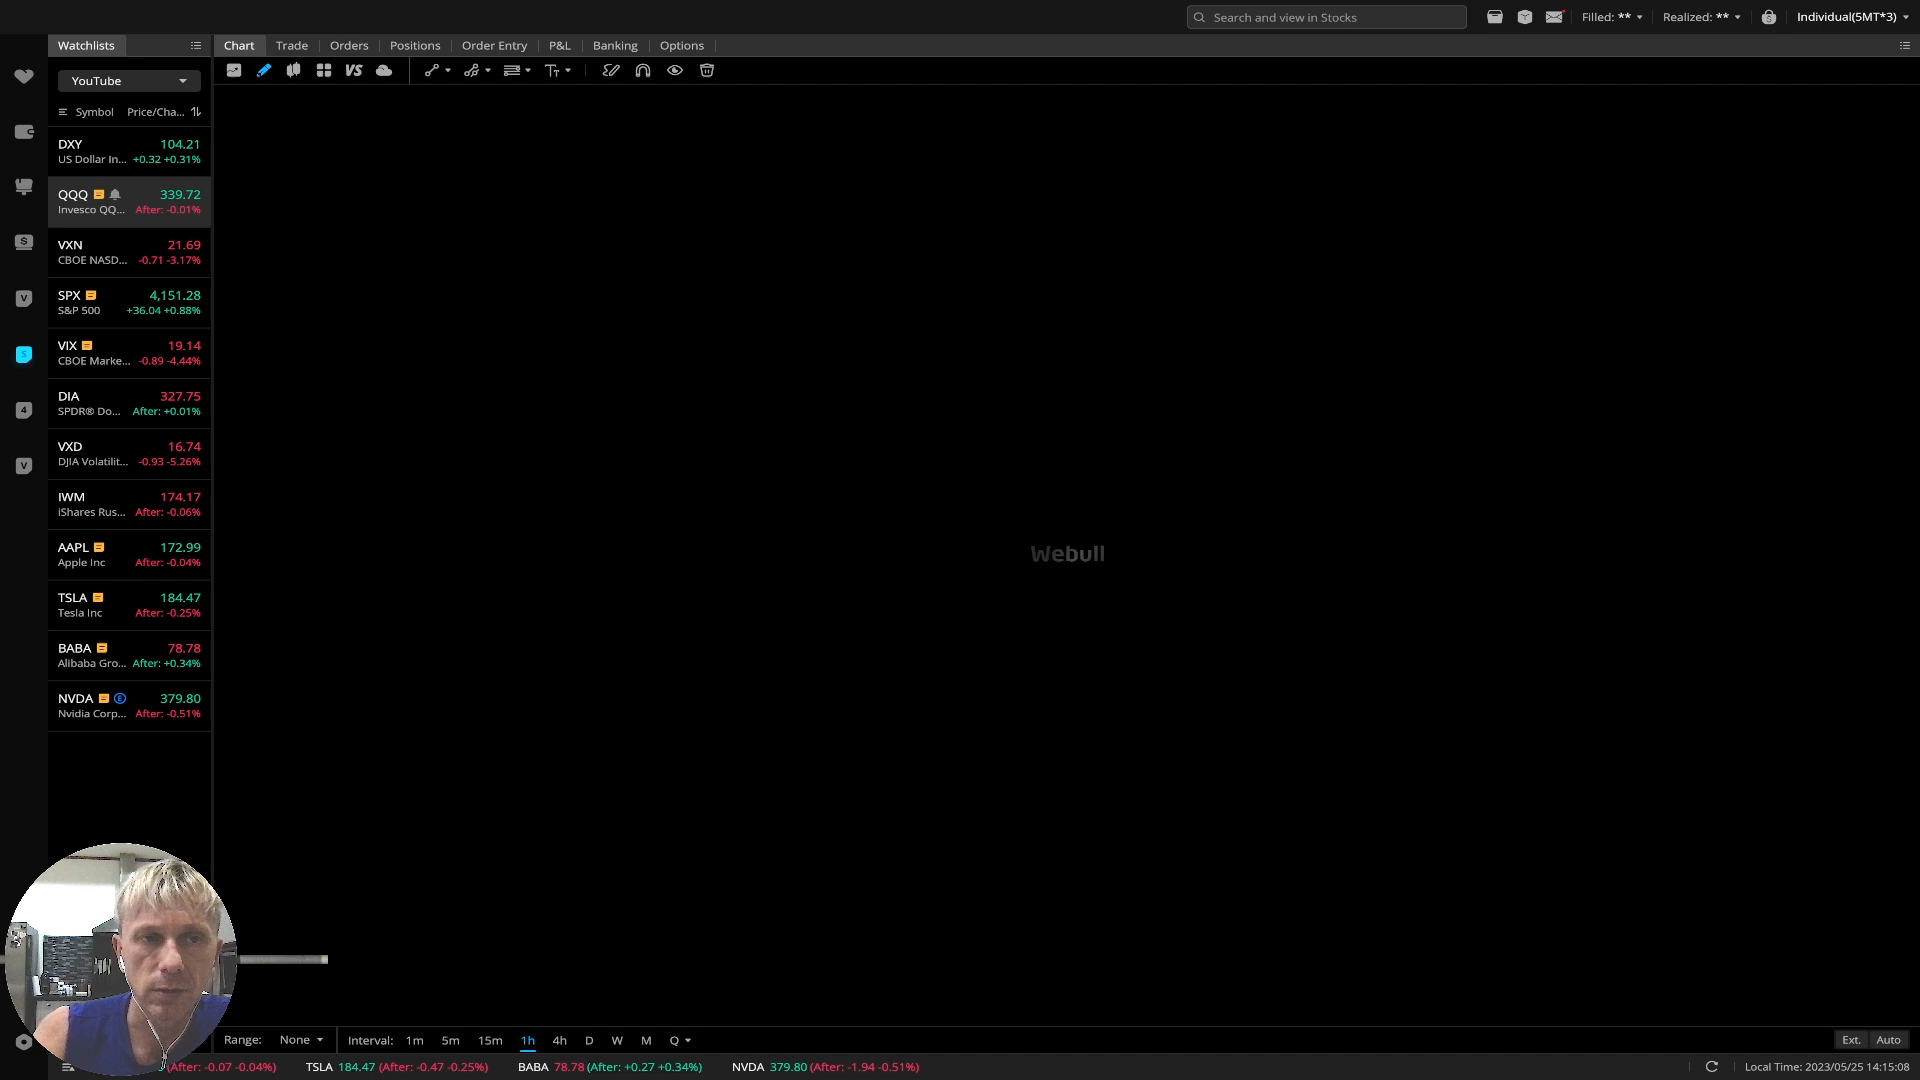 Search and view in Stocks
Filled: **
Realized: **
Individual(5MT*3)
Watchlists
Chart
Trade
Orders
Positions
Order Entry
P&L
Banking
Options
YouTube
VS
Symbol
Price/Cha...
DXY 104.21
US Dollar In... +0.32 +0.31%
QQQ 339.72
Invesco QQ... After: -0.01%
VXN 21.69
CBOE NASD... -0.71 -3.17%
SPX 4,151.28
S&P 500 +36.04 +0.88%
VIX 19.14
CBOE Marke... -0.89 -4.44%
DIA 327.75
SPDR® Do... After: +0.01%
VXD 16.74
DJIA Volatilit... -0.93 -5.26%
IWM 174.17
iShares Rus... After: -0.06%
AAPL 172.99
Apple Inc After: -0.04%
TSLA 184.47
Tesla Inc After: -0.25%
BABA 78.78
Alibaba Gro... After: +0.34%
NVDA E 379.80
Nvidia Corp... After: -0.51%
S
V
S
4
V
Webull
Range: None
Interval: 1m 5m 15m 1h 4h D W M Q
Ext. Auto
(After: -0.07 -0.04%)
TSLA 184.47 (After: -0.47 -0.25%)
BABA 78.78 (After: +0.27 +0.34%)
NVDA 379.80 (After: -1.94 -0.51%)
Local Time: 2023/05/25 14:15:08